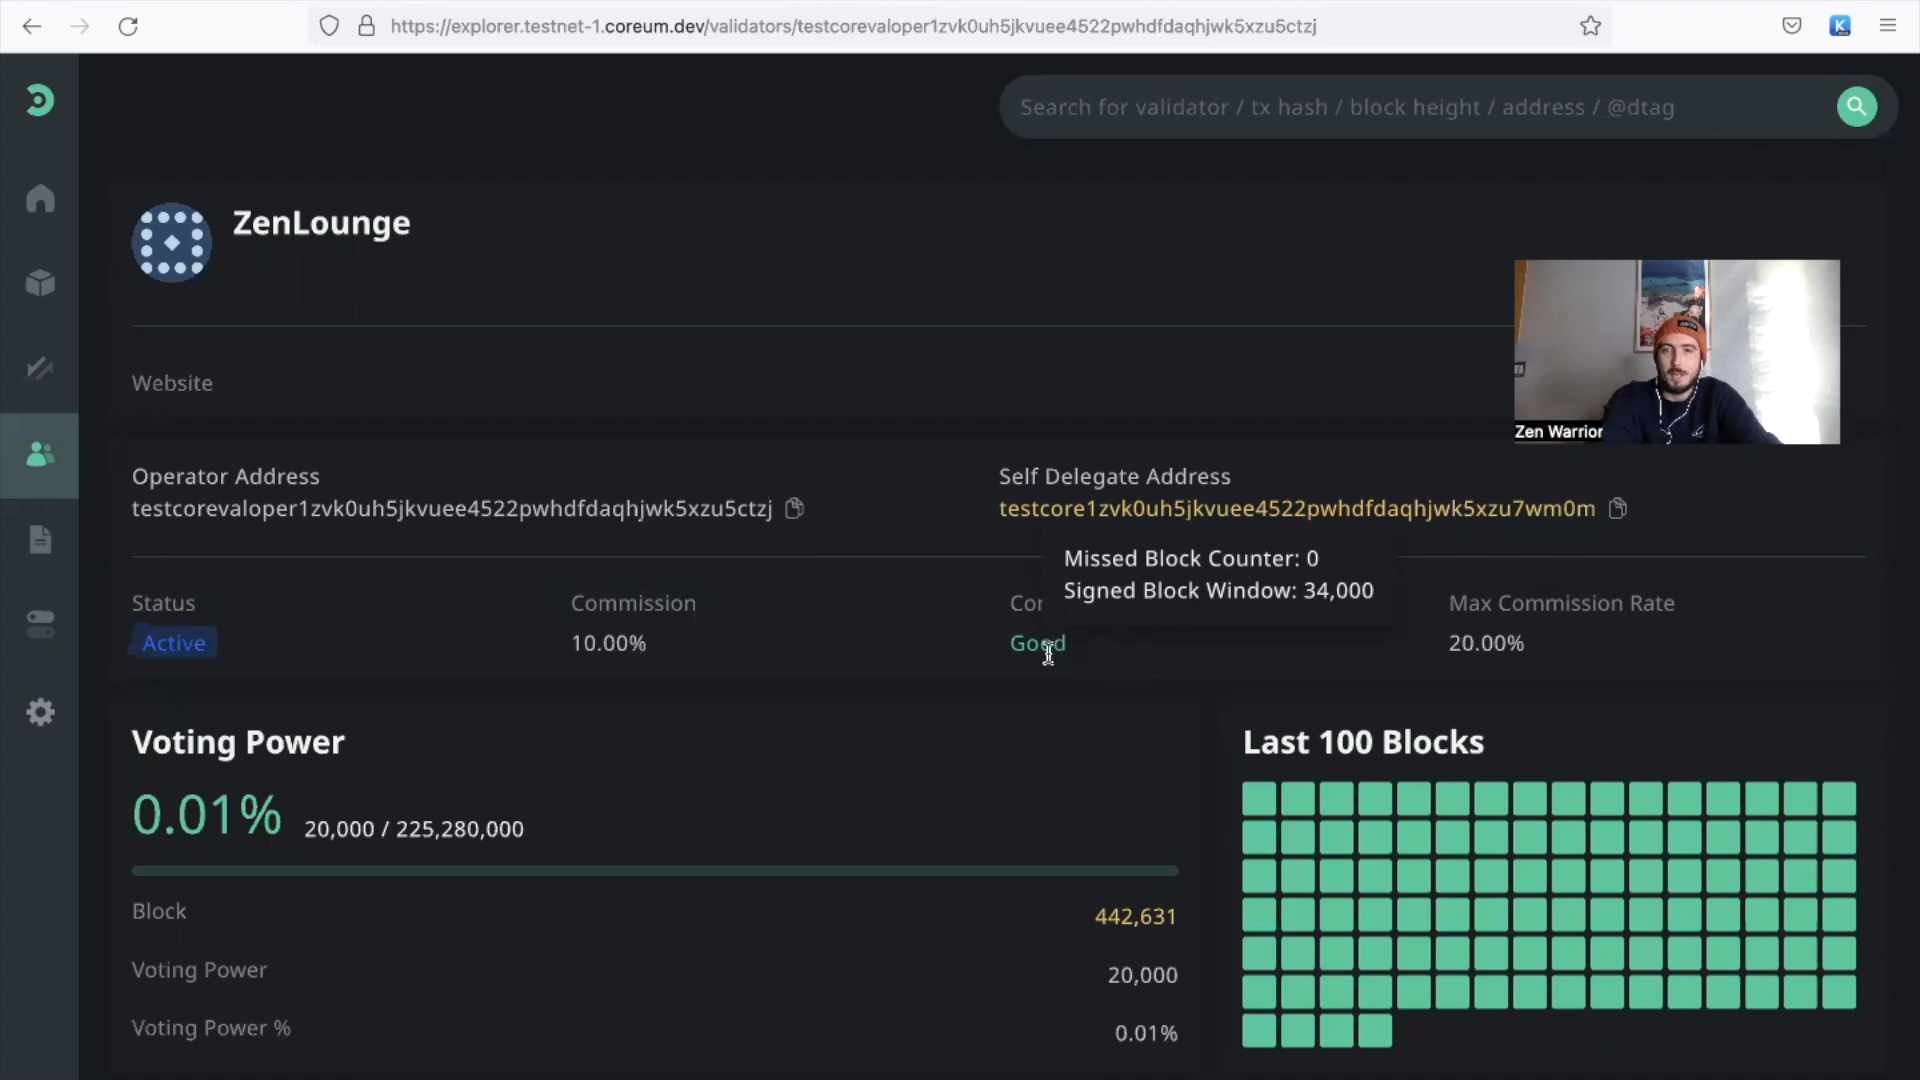 https://explorer.testnet-1.coreum.dev/validators/testcorevaloper1zvk0uh5jkvuee4522pwhdfdaqhjwk5xzu5ctzj
Search for validator / tx hash / block height / address / @dtag
ZenLounge
Website
Zen Warrior
Operator Address
testcorevaloper1zvk0uh5jkvuee4522pwhdfdaqhjwk5xzu5ctzj
Self Delegate Address
testcore1zvk0uh5jkvuee4522pwhdfdaqhjwk5xzu7wm0m
Missed Block Counter: 0
Signed Block Window: 34,000
Status
Active
Commission
10.00%
Con
Good
Max Commission Rate
20.00%
Voting Power
0.01% 20,000 / 225,280,000
Block 442,631
Voting Power 20,000
Voting Power % 0.01%
Last 100 Blocks